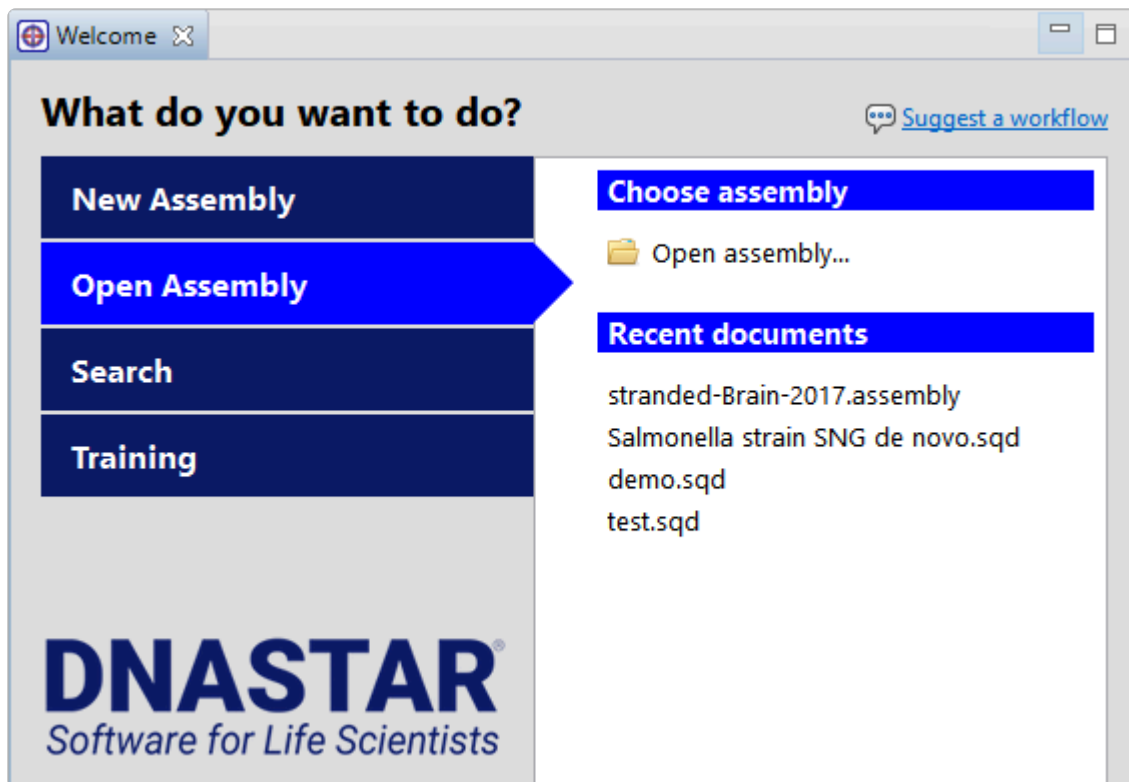 Welcome
What do you want to do?
Suggest a workflow
New Assembly
Open Assembly
Search
Training
Choose assembly
Open assembly...
Recent documents
stranded-Brain-2017.assembly
Salmonella strain SNG de novo.sqd
demo.sqd
test.sqd
DNASTAR®
Software for Life Scientists